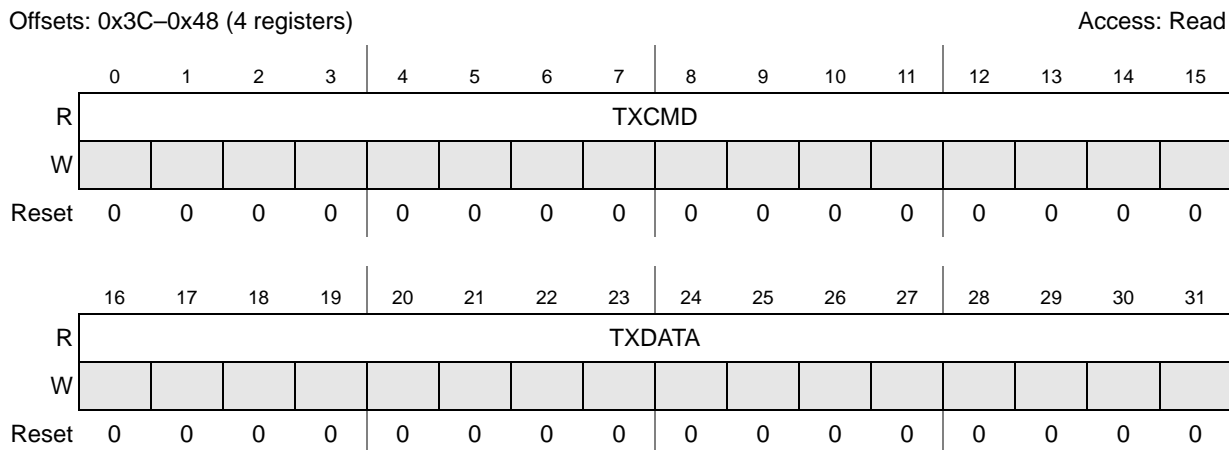 Offsets: 0x3C–0x48 (4 registers) Access: Read
0 1 2 3 4 5 6 7 8 9 10 11 12 13 14 15
R TXCMD
W
Reset 0 0 0 0 0 0 0 0 0 0 0 0 0 0 0 0
16 17 18 19 20 21 22 23 24 25 26 27 28 29 30 31
R TXDATA
W
Reset 0 0 0 0 0 0 0 0 0 0 0 0 0 0 0 0